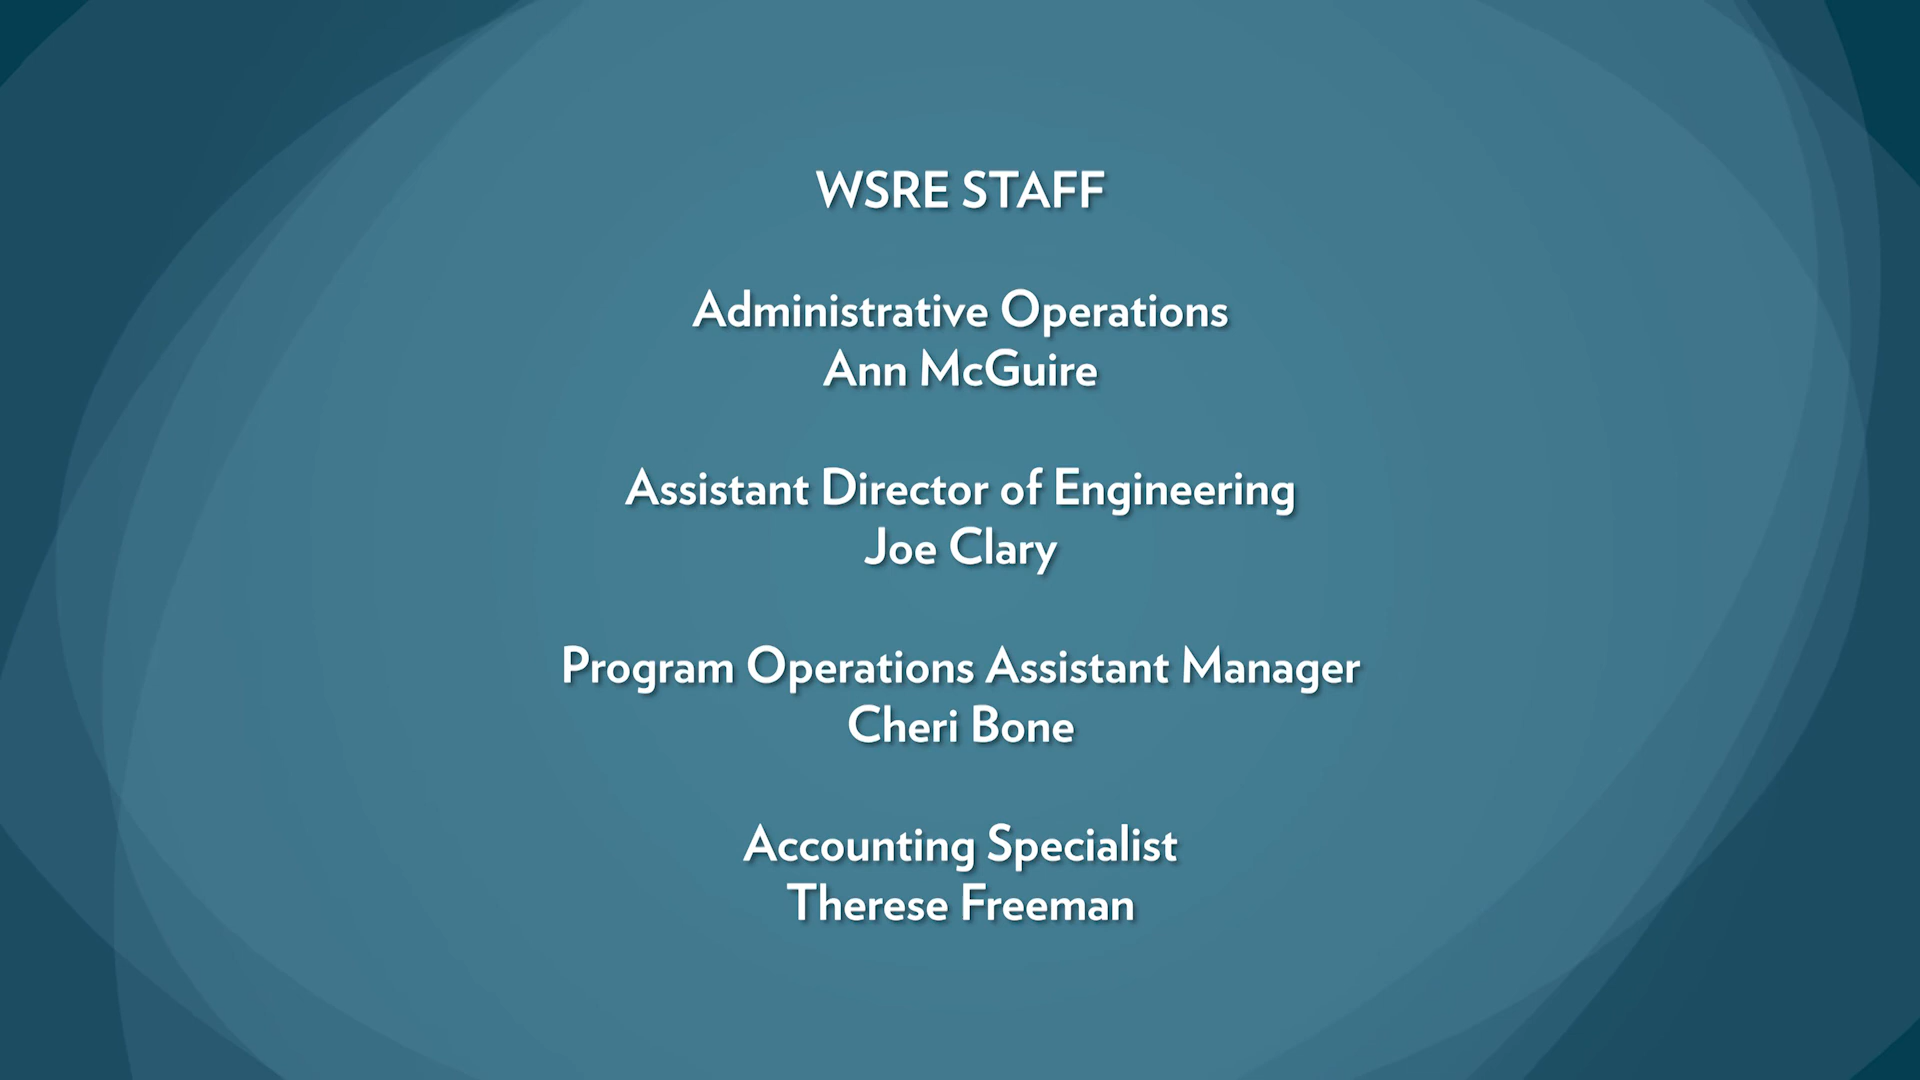 WSRE STAFF
Administrative Operations
Ann McGuire
Assistant Director of Engineering
Joe Clary
Program Operations Assistant Manager
Cheri Bone
Accounting Specialist
Therese Freeman